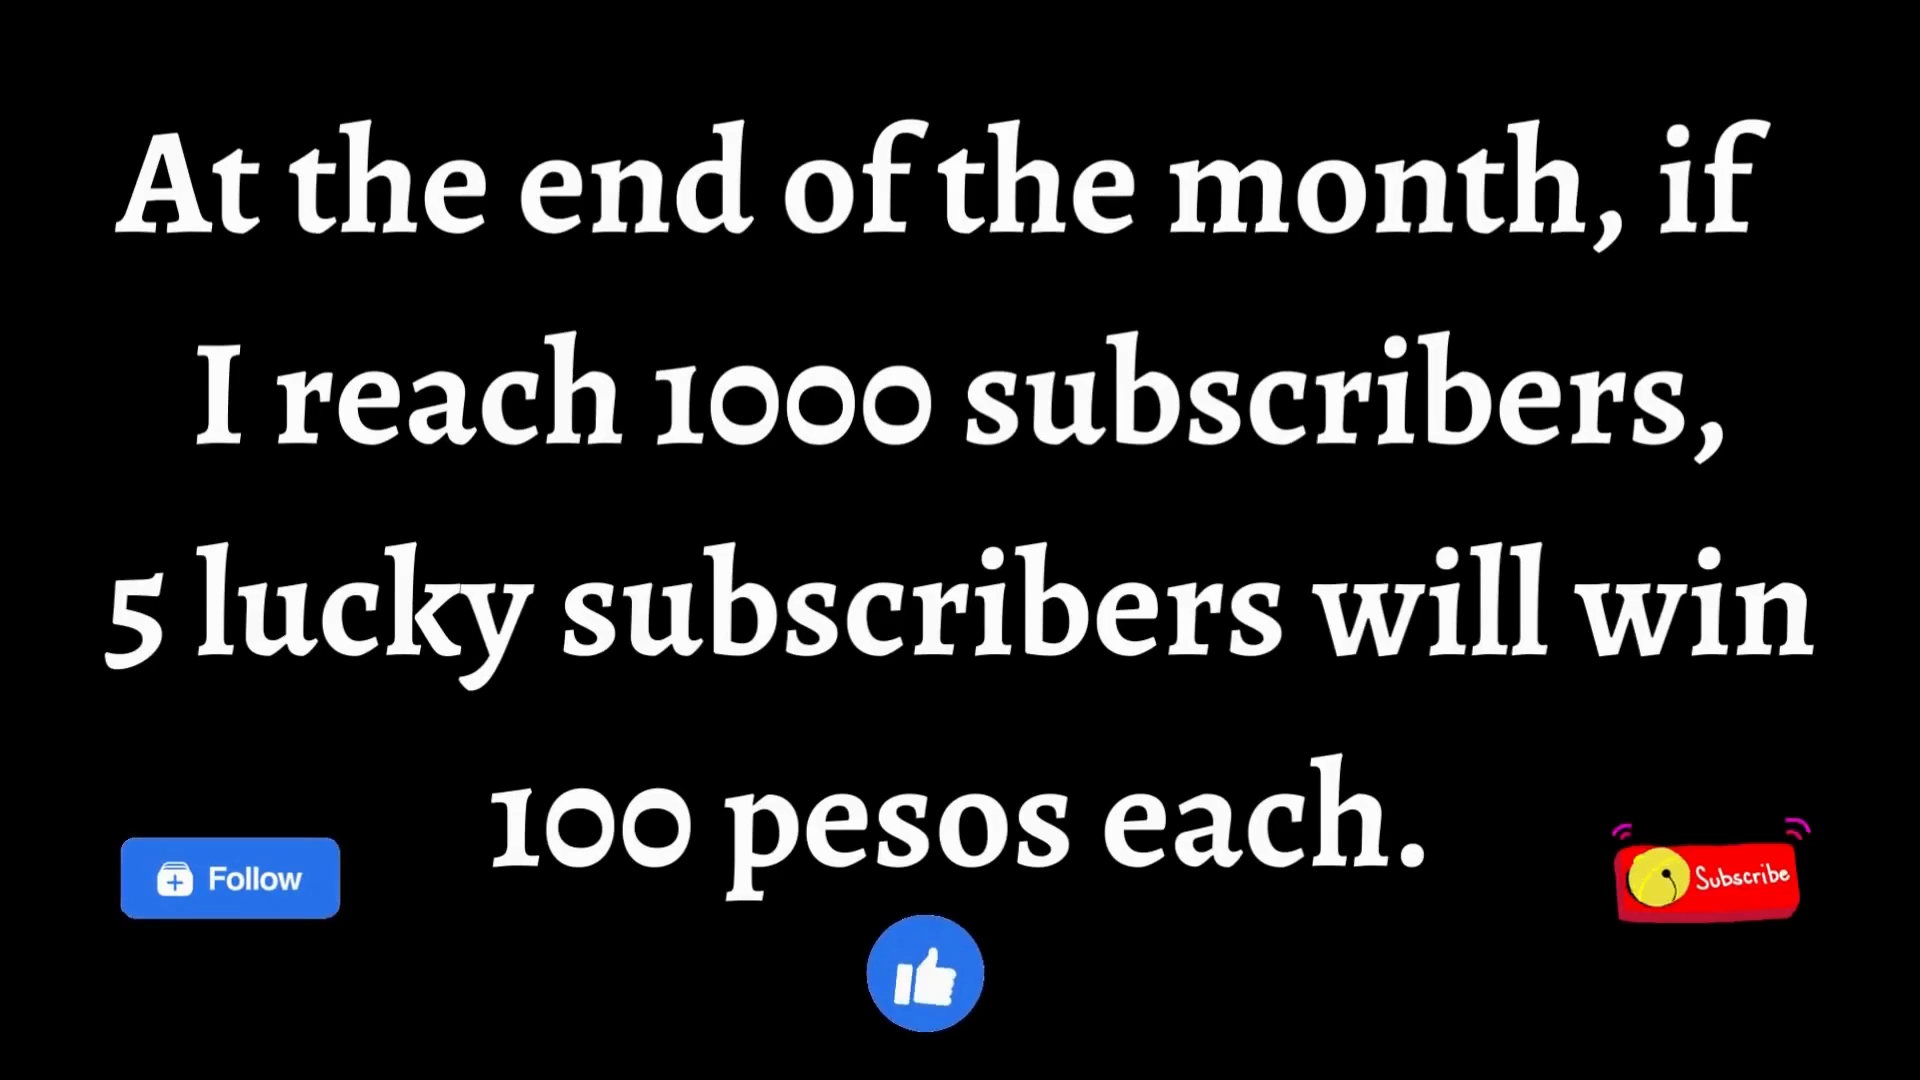 At the end of the month, if
I reach 1000 subscribers,
5 lucky subscribers will win
100 pesos each.
Follow
Subscribe